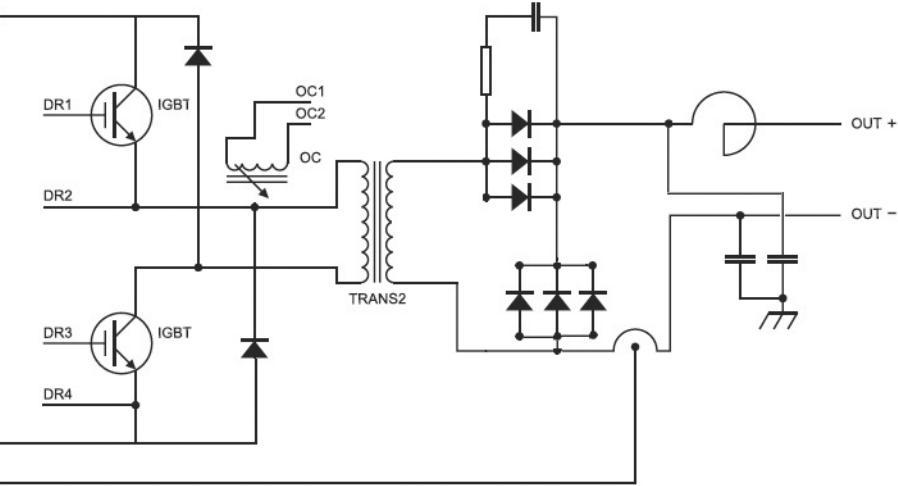 OC1
DR1
IGBT
OC2
OUT +
OC
DR2
OUT −
TRANS2
DR3
IGBT
DR4